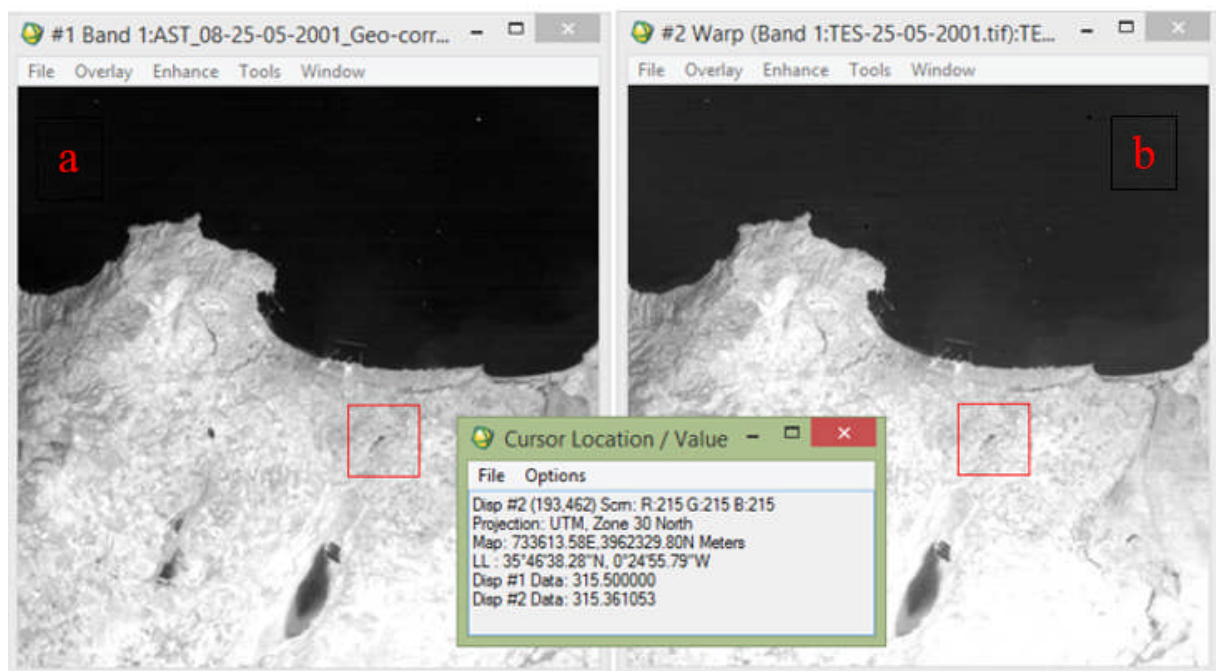 #1 Band 1:AST_08-25-05-2001_Geo-corr...
File Overlay Enhance Tools Window
a
#2 Warp (Band 1:TES-25-05-2001.tif):TE...
File Overlay Enhance Tools Window
b
Cursor Location / Value
File Options
Disp #2 (193,462) Scrn: R:215 G:215 B:215
Projection: UTM, Zone 30 North
Map: 733613.58E,3962329.80N Meters
LL : 35°46'38.28"N, 0°24'55.79"W
Disp #1 Data: 315.500000
Disp #2 Data: 315.361053